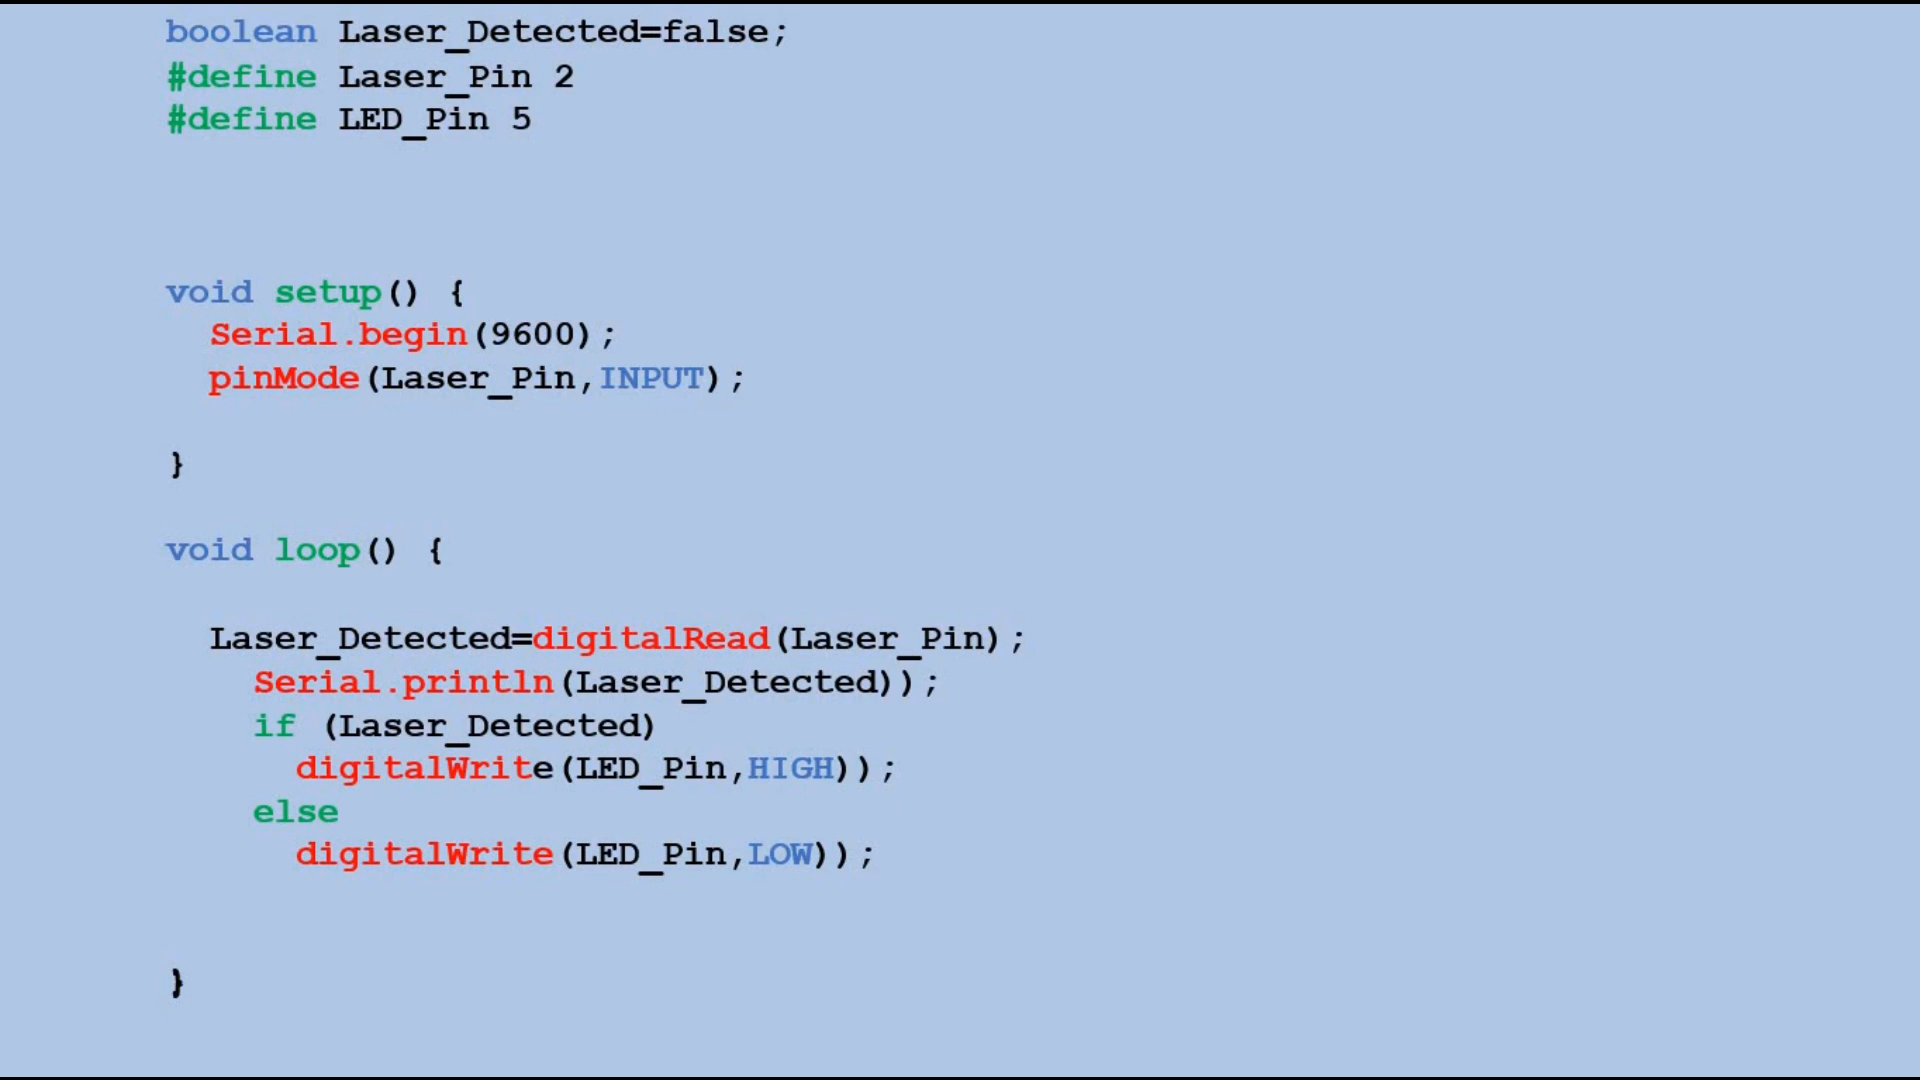 boolean Laser_Detected=false;
#define Laser_Pin 2
#define LED_Pin 5
void setup() {
Serial.begin(9600);
pinMode(Laser_Pin,INPUT);
}
void loop() {
Laser_Detected=digitalRead(Laser_Pin);
Serial.println(Laser_Detected));
if (Laser_Detected)
digitalWrite(LED_Pin,HIGH));
else
digitalWrite(LED_Pin,LOW));
}